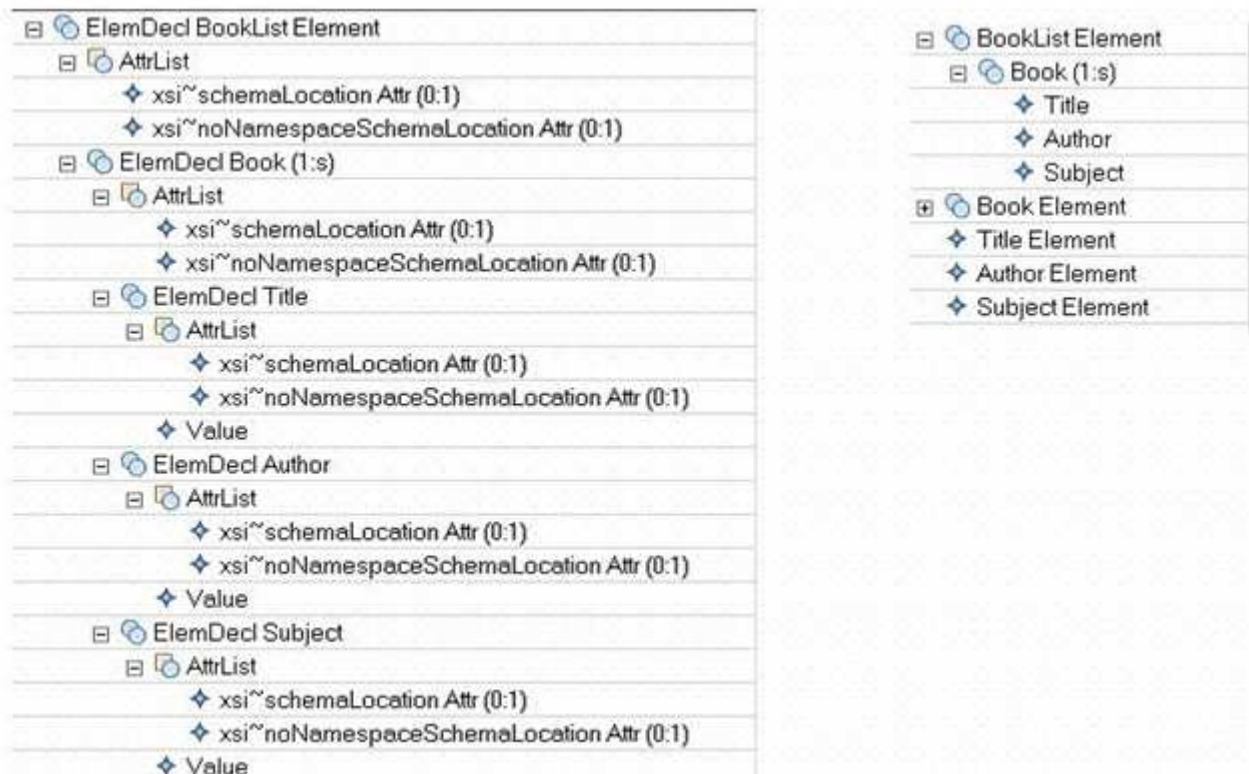 ElemDecl BookList Element
AttrList
xsi~schemaLocation Attr (0:1)
xsi~noNamespaceSchemaLocation Attr (0:1)
ElemDecl Book (1:s)
AttrList
xsi~schemaLocation Attr (0:1)
xsi~noNamespaceSchemaLocation Attr (0:1)
ElemDecl Title
AttrList
xsi~schemaLocation Attr (0:1)
xsi~noNamespaceSchemaLocation Attr (0:1)
Value
ElemDecl Author
AttrList
xsi~schemaLocation Attr (0:1)
xsi~noNamespaceSchemaLocation Attr (0:1)
Value
ElemDecl Subject
AttrList
xsi~schemaLocation Attr (0:1)
xsi~noNamespaceSchemaLocation Attr (0:1)
Value
BookList Element
Book (1:s)
Title
Author
Subject
Book Element
Title Element
Author Element
Subject Element